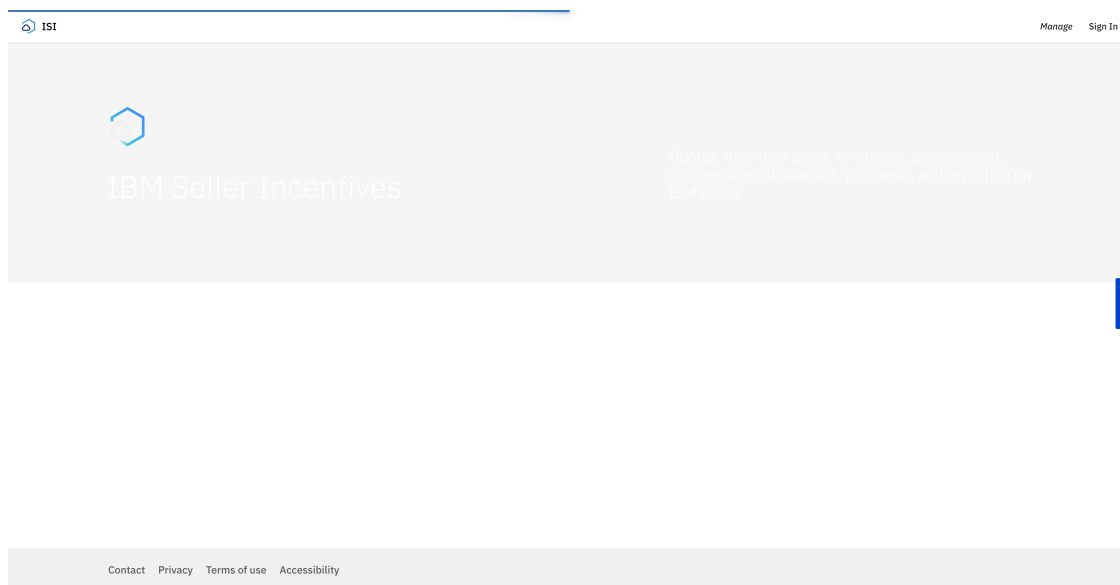 ISI
Manage Sign In
IBM Seller Incentives
Quotas, incentive plans, territories, achievement
commission calculations, payments and reporting on
IBM Cloud
Contact Privacy Terms of use Accessibility